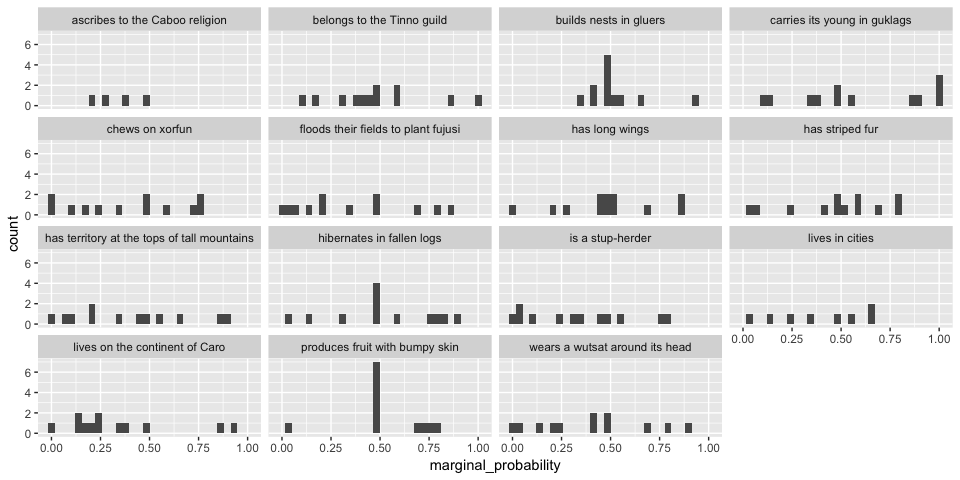 ascribes to the Caboo religion belongs to the Tinno guild builds nests in gluers carries its young in guklags
6
4
2
0
chews on xorfun floods their fields to plant fujusi has long wings has striped fur
6
4
2
0
has territory at the tops of tall mountains hibernates in fallen logs is a stup-herder lives in cities
6
4
2
0
0.00 0.25 0.50 0.75 1.00
lives on the continent of Caro produces fruit with bumpy skin wears a wutsat around its head
6
4
2
0
0.00 0.25 0.50 0.75 1.00 0.00 0.25 0.50 0.75 1.00 0.00 0.25 0.50 0.75 1.00
count
marginal_probability